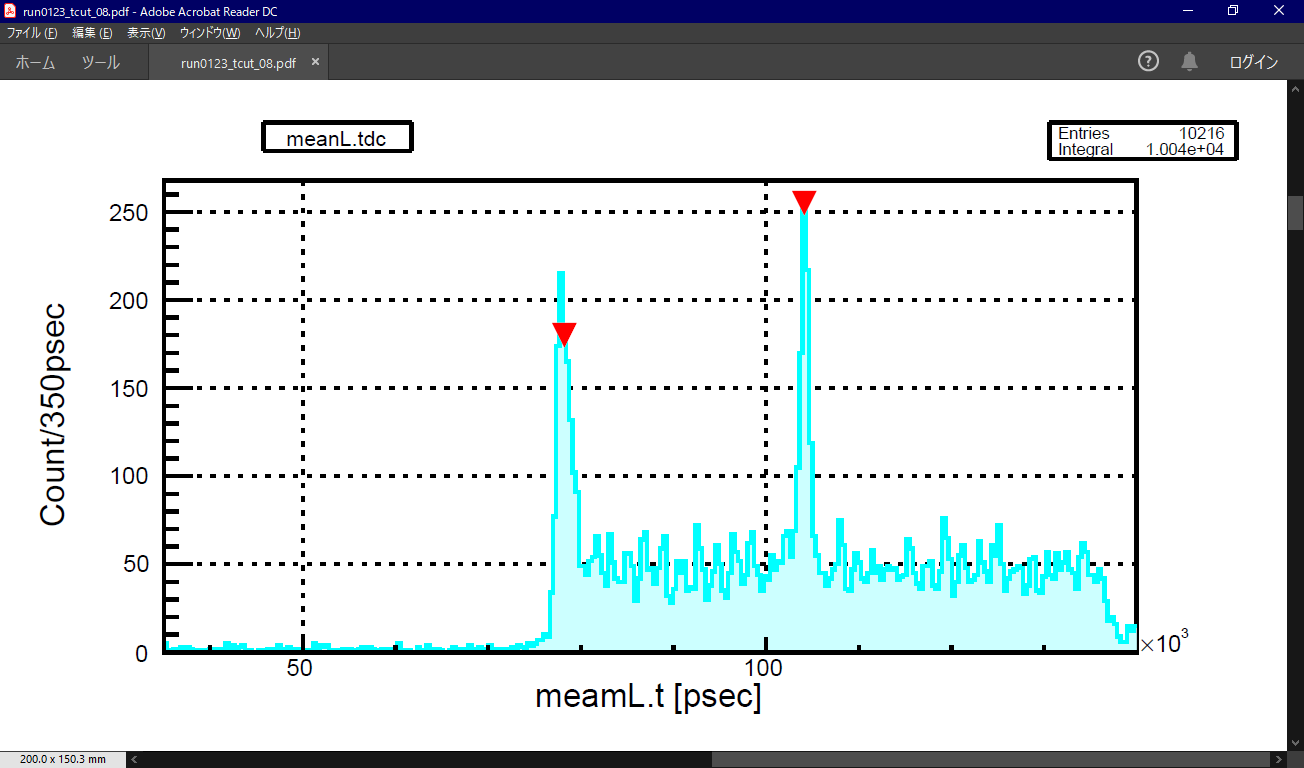 run0123_tcut_08.pdf - Adobe Acrobat Reader DC
ファイル (F) 編集 (E) 表示(V) ウィンドウ(W) ヘルプ(H)
ホーム ツール run0123_tcut_08.pdf × ? ログイン
meanL.tdc
Entries 10216
Integral 1.004e+04
250
200
150
100
50
0
Count/350psec
50 100 ×10³
meamL.t [psec]
200.0 x 150.3 mm